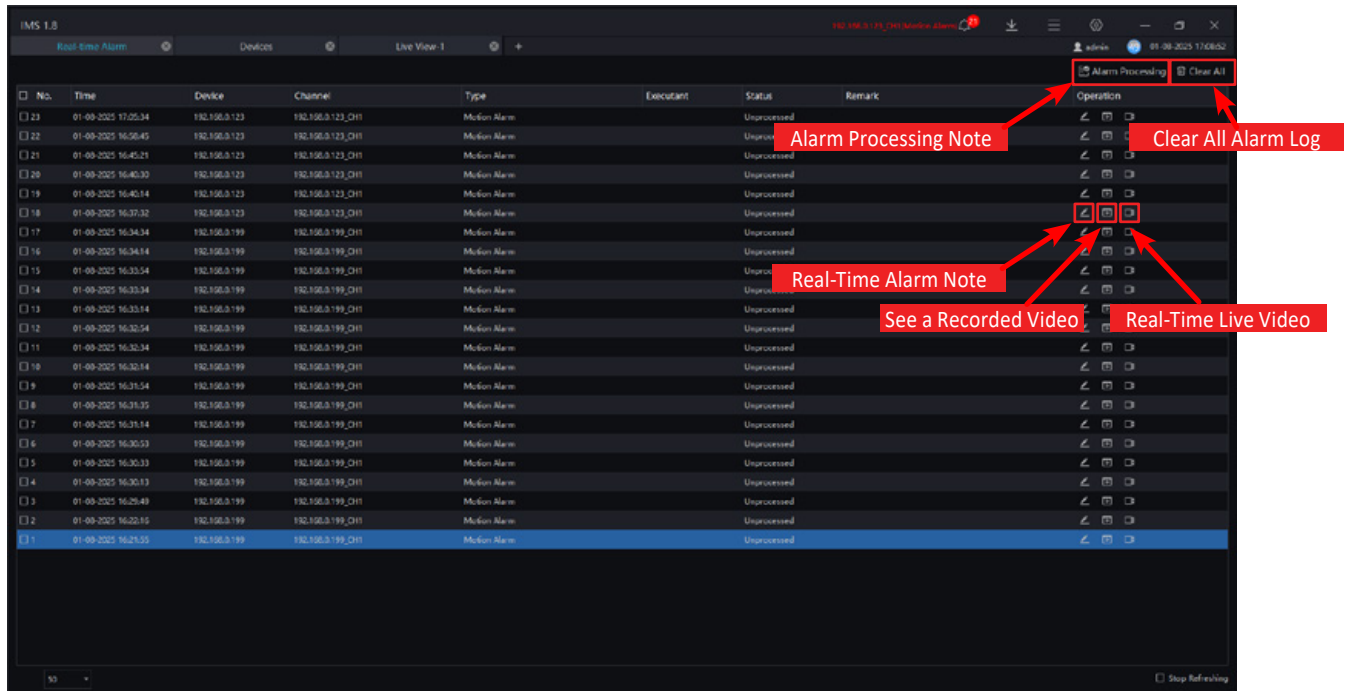 IMS 1.8
192.168.0.123_CH1(Motion Alarm)
21
Real-time Alarm
Devices
Live View-1
+
admin
01-08-2025 17:08:52
Alarm Processing
Clear All
No. Time Device Channel Type Executant Status Remark Operation
23 01-08-2025 17:05:34 192.168.0.123 192.168.0.123_CH1 Motion Alarm Unprocessed
22 01-08-2025 16:58:45 192.168.0.123 192.168.0.123_CH1 Motion Alarm
Alarm Processing Note
Clear All Alarm Log
21 01-08-2025 16:45:21 192.168.0.123 192.168.0.123_CH1 Motion Alarm Unprocessed
20 01-08-2025 16:40:30 192.168.0.123 192.168.0.123_CH1 Motion Alarm Unprocessed
19 01-08-2025 16:40:14 192.168.0.123 192.168.0.123_CH1 Motion Alarm Unprocessed
18 01-08-2025 16:37:32 192.168.0.123 192.168.0.123_CH1 Motion Alarm Unprocessed
17 01-08-2025 16:34:34 192.168.0.199 192.168.0.199_CH1 Motion Alarm Unprocessed
16 01-08-2025 16:34:14 192.168.0.199 192.168.0.199_CH1 Motion Alarm Unprocessed
15 01-08-2025 16:33:54 192.168.0.199 192.168.0.199_CH1 Motion Alarm
Real-Time Alarm Note
14 01-08-2025 16:33:34 192.168.0.199 192.168.0.199_CH1 Motion Alarm
13 01-08-2025 16:33:14 192.168.0.199 192.168.0.199_CH1 Motion Alarm Unprocessed
See a Recorded Video
Real-Time Live Video
12 01-08-2025 16:32:54 192.168.0.199 192.168.0.199_CH1 Motion Alarm Unprocessed
11 01-08-2025 16:32:34 192.168.0.199 192.168.0.199_CH1 Motion Alarm Unprocessed
10 01-08-2025 16:32:14 192.168.0.199 192.168.0.199_CH1 Motion Alarm Unprocessed
9 01-08-2025 16:31:54 192.168.0.199 192.168.0.199_CH1 Motion Alarm Unprocessed
8 01-08-2025 16:31:35 192.168.0.199 192.168.0.199_CH1 Motion Alarm Unprocessed
7 01-08-2025 16:31:14 192.168.0.199 192.168.0.199_CH1 Motion Alarm Unprocessed
6 01-08-2025 16:30:53 192.168.0.199 192.168.0.199_CH1 Motion Alarm Unprocessed
5 01-08-2025 16:30:33 192.168.0.199 192.168.0.199_CH1 Motion Alarm Unprocessed
4 01-08-2025 16:30:13 192.168.0.199 192.168.0.199_CH1 Motion Alarm Unprocessed
3 01-08-2025 16:29:49 192.168.0.199 192.168.0.199_CH1 Motion Alarm Unprocessed
2 01-08-2025 16:22:16 192.168.0.199 192.168.0.199_CH1 Motion Alarm Unprocessed
1 01-08-2025 16:21:55 192.168.0.199 192.168.0.199_CH1 Motion Alarm Unprocessed
50
Stop Refreshing